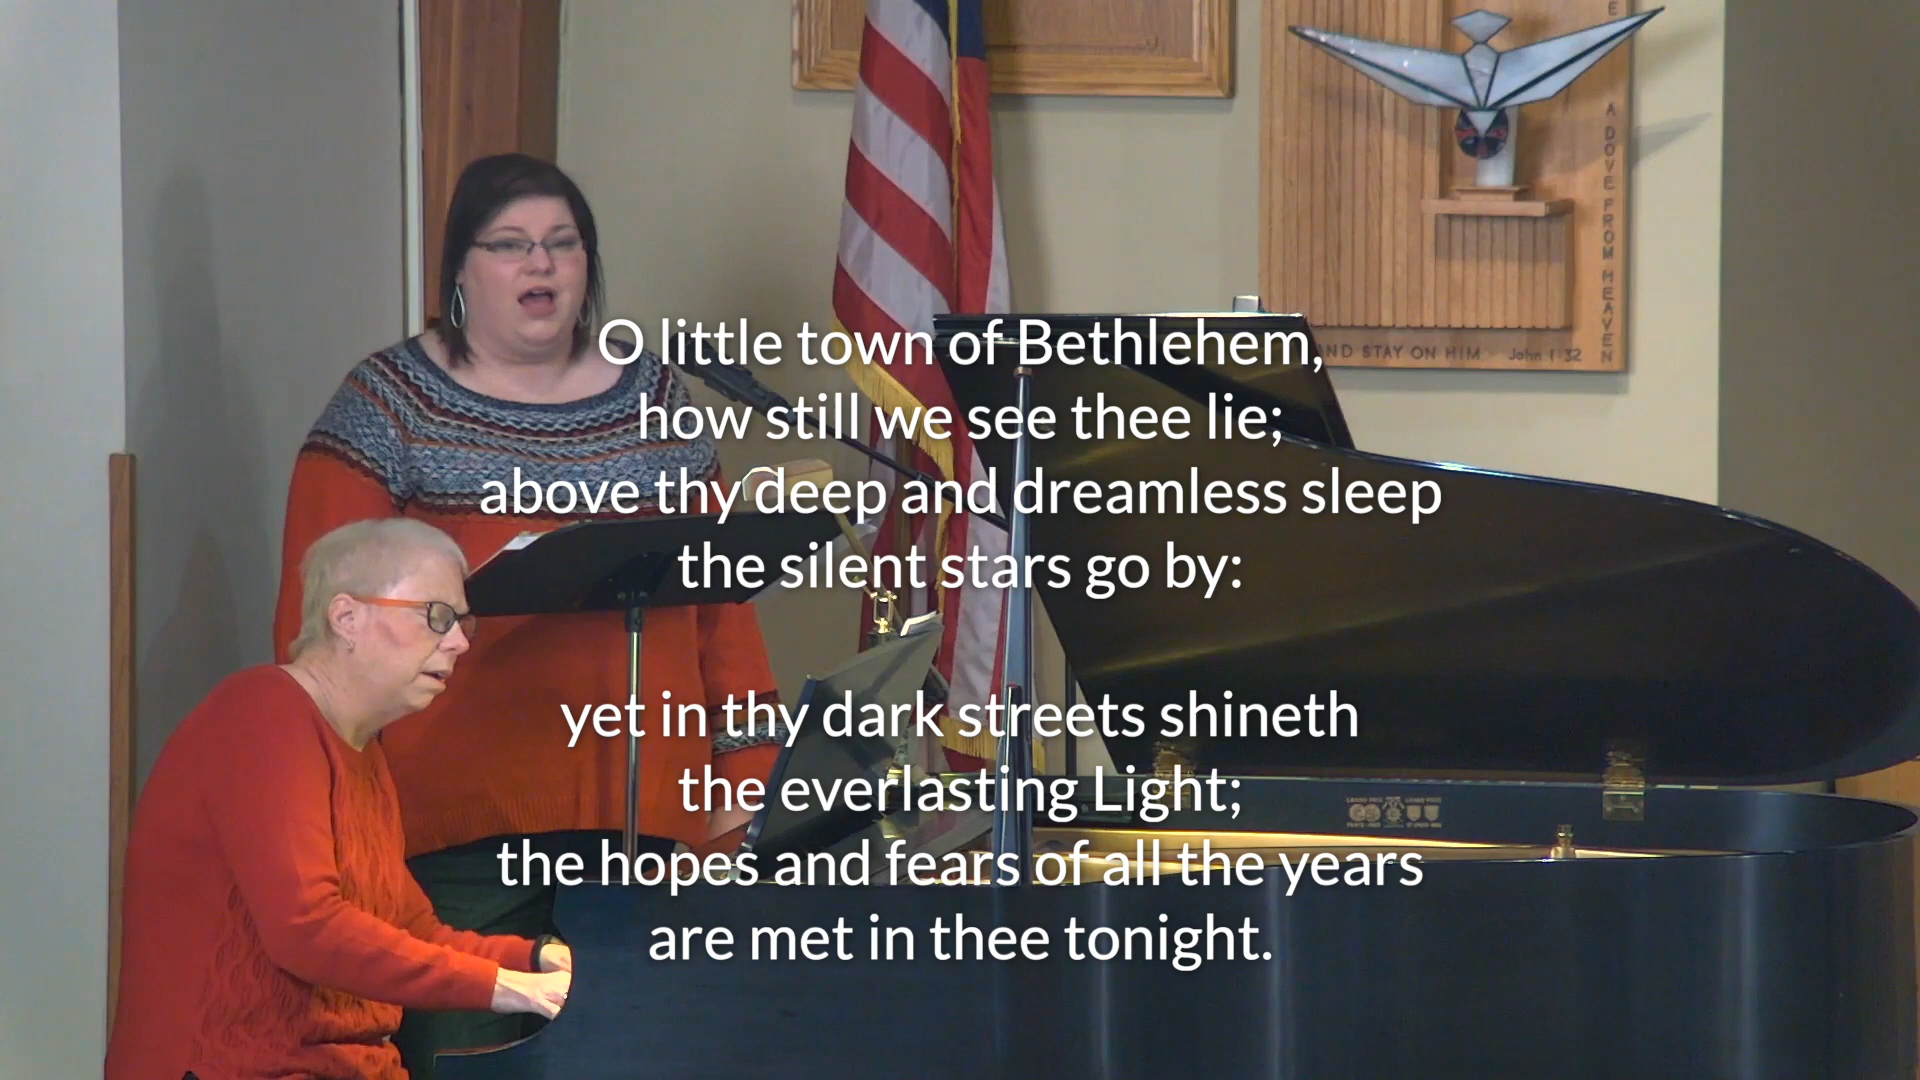 O little town of Bethlehem,
how still we see thee lie;
above thy deep and dreamless sleep
the silent stars go by:
yet in thy dark streets shineth
the everlasting Light;
the hopes and fears of all the years
are met in thee tonight.
A DOVE FROM HEAVEN
AND STAY ON HIM John 1:32